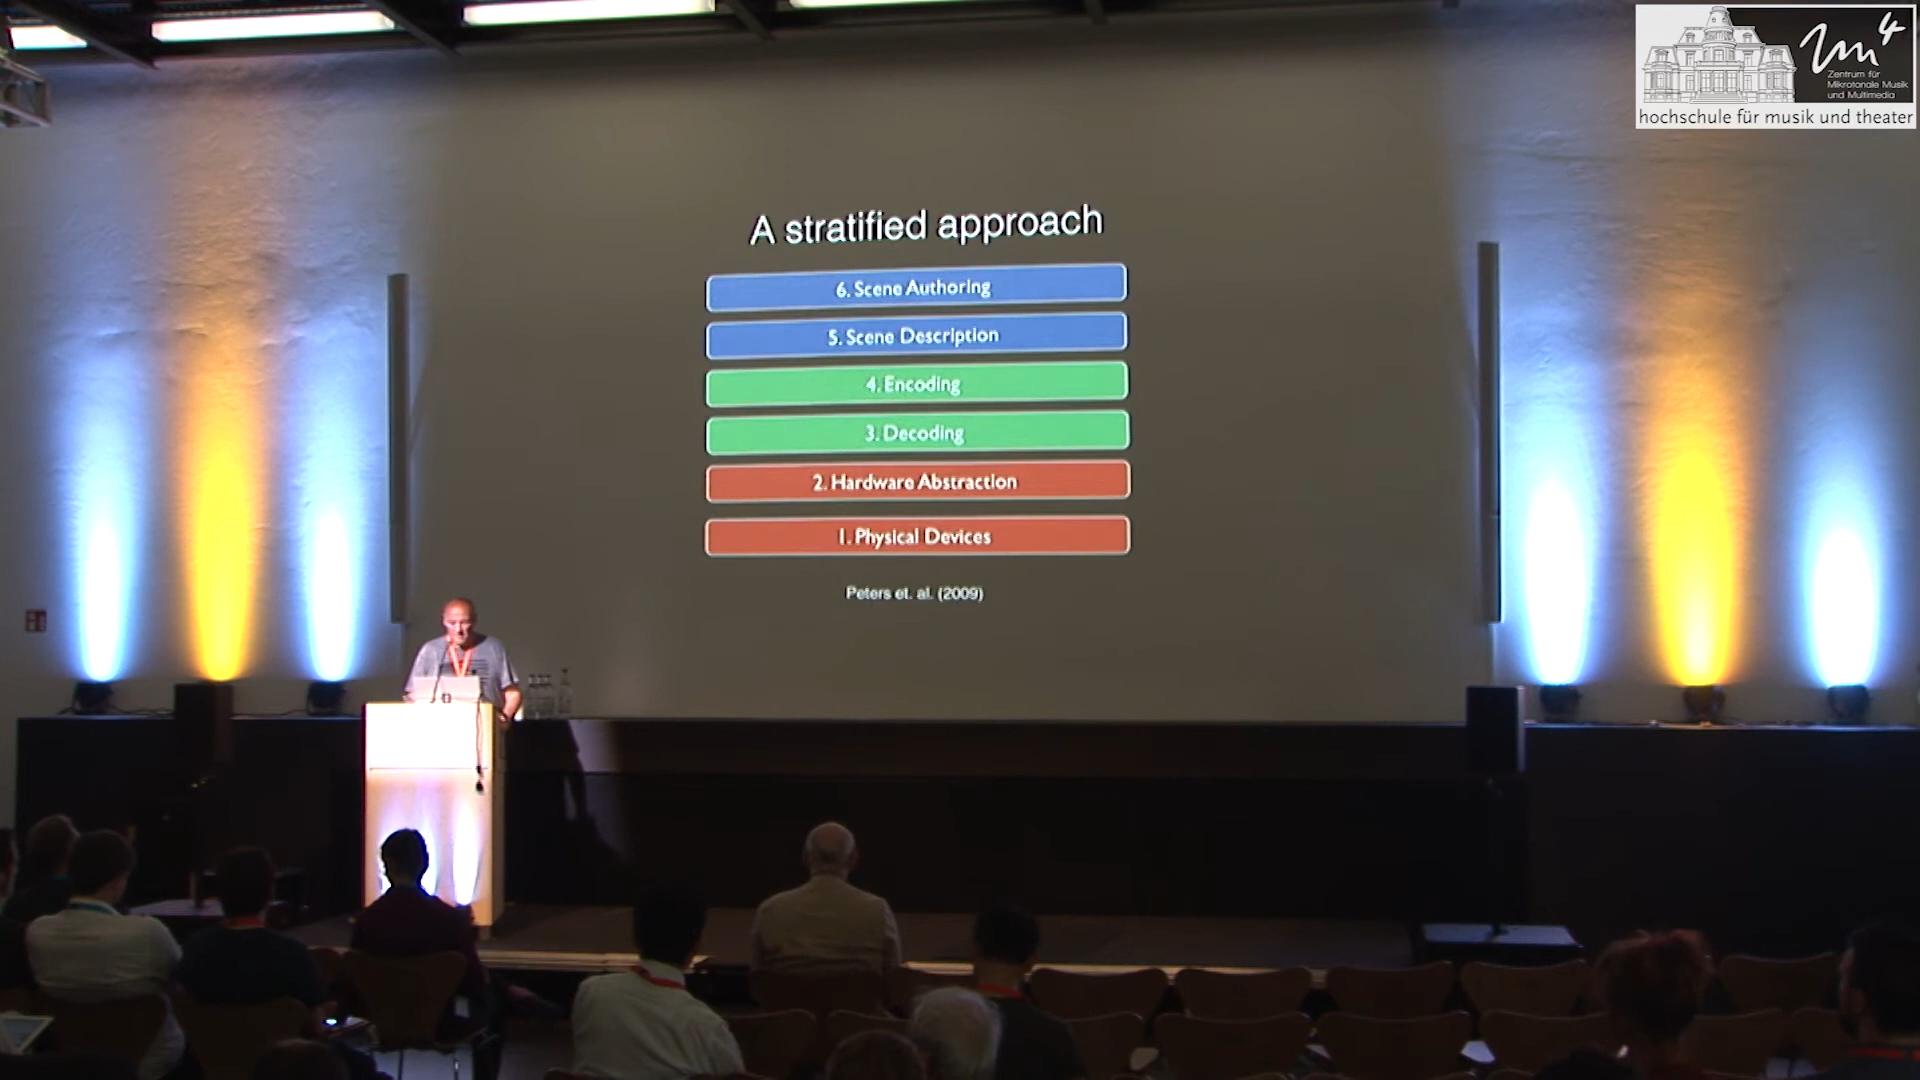 m4
Zentrum für
Mikrotonale Musik
und Multimedia
hochschule für musik und theater
A stratified approach
6. Scene Authoring
5. Scene Description
4. Encoding
3. Decoding
2. Hardware Abstraction
1. Physical Devices
Peters et. al. (2009)